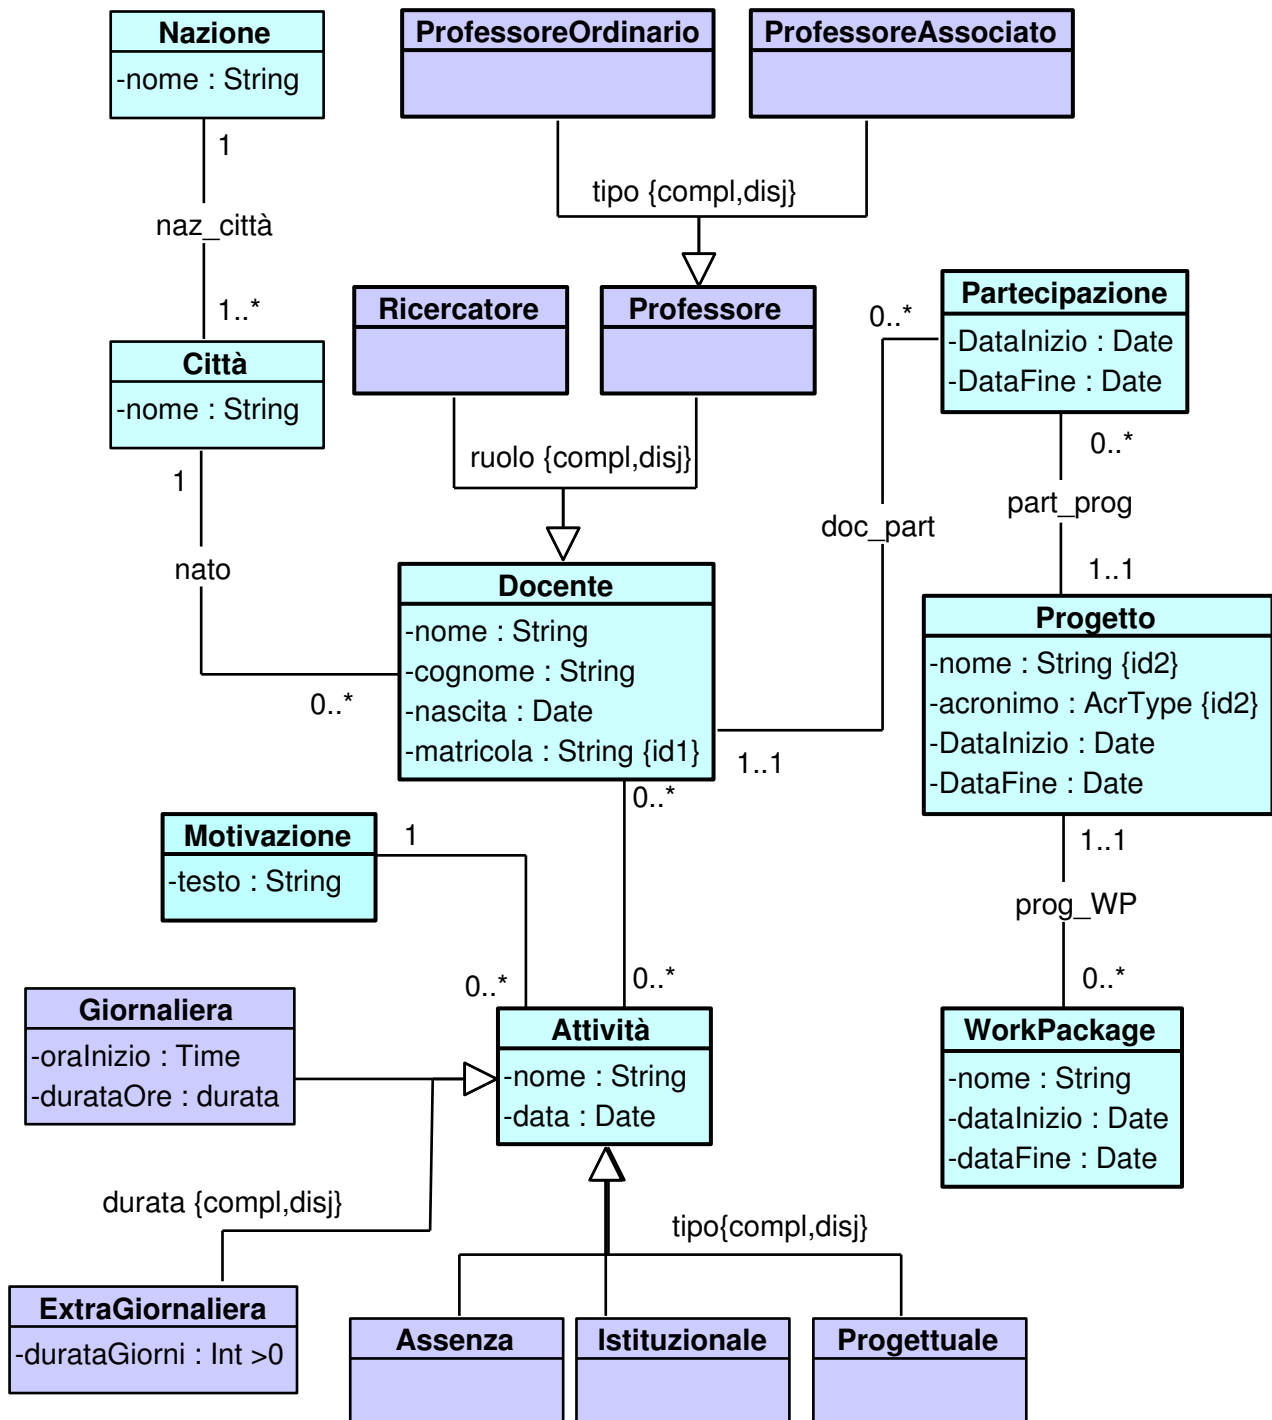 Nazione
-nome : String
1
naz_città
1..*
Città
-nome : String
1
nato
0..*
ProfessoreOrdinario
ProfessoreAssociato
tipo {compl,disj}
Ricercatore
Professore
ruolo {compl,disj}
Docente
-nome : String
-cognome : String
-nascita : Date
-matricola : String {id1}
0..*
doc_part
1..1
Partecipazione
-DataInizio : Date
-DataFine : Date
0..*
part_prog
1..1
Progetto
-nome : String {id2}
-acronimo : AcrType {id2}
-DataInizio : Date
-DataFine : Date
1..1
prog_WP
0..*
WorkPackage
-nome : String
-dataInizio : Date
-dataFine : Date
0..*
0..*
Motivazione
-testo : String
1
0..*
Attività
-nome : String
-data : Date
Giornaliera
-oraInizio : Time
-durataOre : durata
durata {compl,disj}
ExtraGiornaliera
-durataGiorni : Int >0
tipo{compl,disj}
Assenza
Istituzionale
Progettuale